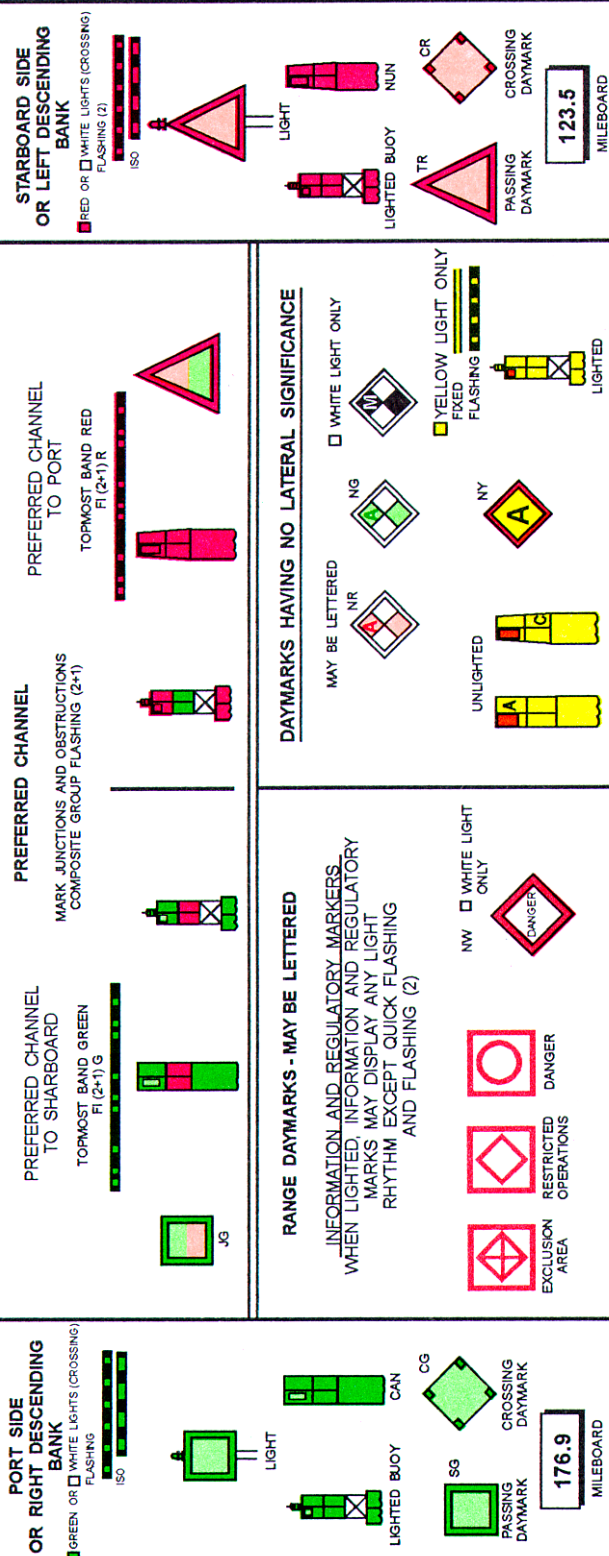 PORT SIDE
OR RIGHT DESCENDING
BANK
GREEN OR WHITE LIGHTS (CROSSING)
FLASHING
ISO
LIGHT
LIGHTED BUOY
CAN
SG
PASSING
DAYMARK
CG
CROSSING
DAYMARK
176.9
MILEBOARD
PREFERRED CHANNEL
MARK JUNCTIONS AND OBSTRUCTIONS
COMPOSITE GROUP FLASHING (2+1)
PREFERRED CHANNEL
TO SHARBOARD
TOPMOST BAND GREEN
FI (2+1) G
JG
PREFERRED CHANNEL
TO PORT
TOPMOST BAND RED
FI (2+1) R
RANGE DAYMARKS - MAY BE LETTERED
INFORMATION AND REGULATORY MARKERS
WHEN LIGHTED, INFORMATION AND REGULATORY
MARKS MAY DISPLAY ANY LIGHT
RHYTHM EXCEPT QUICK FLASHING
AND FLASHING (2)
NW WHITE LIGHT
ONLY
DANGER
EXCLUSION
AREA
RESTRICTED
OPERATIONS
DANGER
DAYMARKS HAVING NO LATERAL SIGNIFICANCE
MAY BE LETTERED
NR
A
NG
A
WHITE LIGHT ONLY
M
UNLIGHTED
A
C
NY
A
YELLOW LIGHT ONLY
FIXED
FLASHING
LIGHTED
STARBOARD SIDE
OR LEFT DESCENDING
BANK
RED OR WHITE LIGHTS (CROSSING)
FLASHING (2)
ISO
LIGHT
LIGHTED BUOY
NUN
TR
PASSING
DAYMARK
CR
CROSSING
DAYMARK
123.5
MILEBOARD